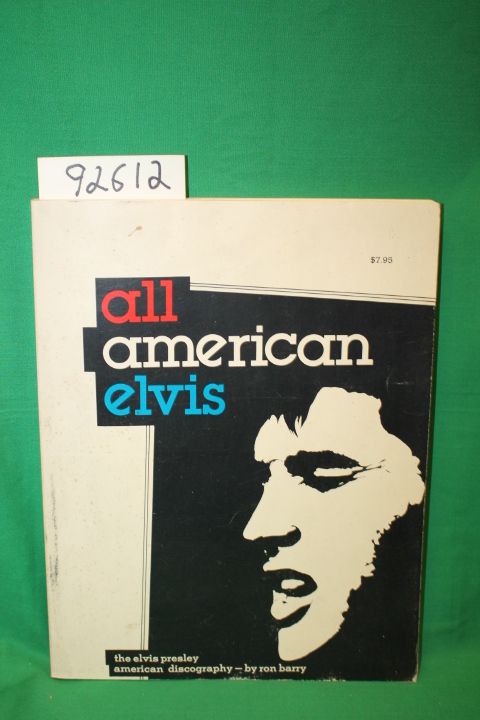 92612
$7.95
all
american
elvis
the elvis presley
american discography – by ron barry